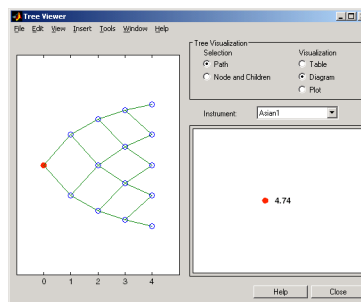 Tree Viewer
File Edit View Insert Tools Window Help
Tree Visualization
Selection
Path
Node and Children
Visualization
Table
Diagram
Plot
Instrument:
Asian1
4.74
0 1 2 3 4
Help
Close